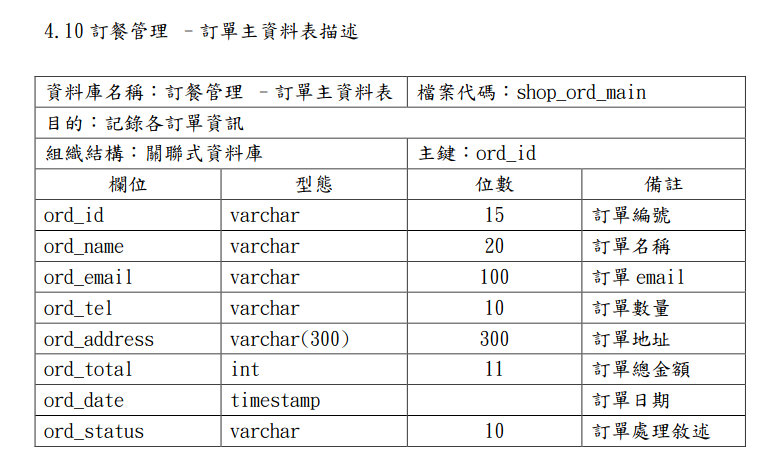 4.10 訂餐管理 –訂單主資料表描述
資料庫名稱：訂餐管理 –訂單主資料表 檔案代碼：shop_ord_main
目的：記錄各訂單資訊
組織結構：關聯式資料庫 主鍵：ord_id
欄位 型態 位數 備註
ord_id varchar 15 訂單編號
ord_name varchar 20 訂單名稱
ord_email varchar 100 訂單 email
ord_tel varchar 10 訂單數量
ord_address varchar(300) 300 訂單地址
ord_total int 11 訂單總金額
ord_date timestamp 訂單日期
ord_status varchar 10 訂單處理敘述